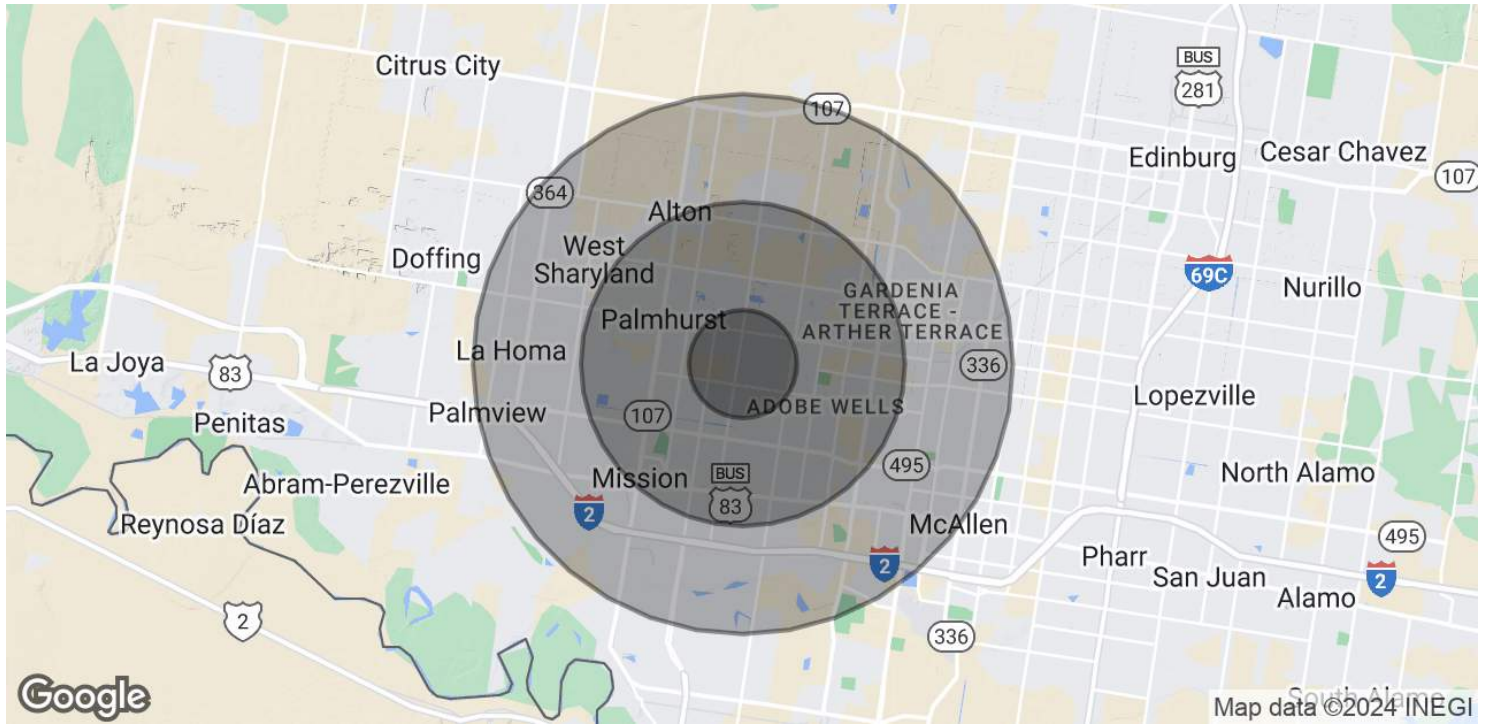 Citrus City
BUS
281
107
Edinburg
Cesar Chavez
107
364
Alton
West
Sharyland
Doffing
69C
Nurillo
GARDENIA
TERRACE -
ARTHER TERRACE
Palmhurst
La Homa
336
La Joya
83
Lopezville
Palmview
107
ADOBE WELLS
Penitas
495
North Alamo
Mission
BUS
83
Abram-Perezville
2
Reynosa Díaz
McAllen
495
Pharr
2
San Juan
2
Alamo
2
336
Google
South Alamo
Map data ©2024 INEGI